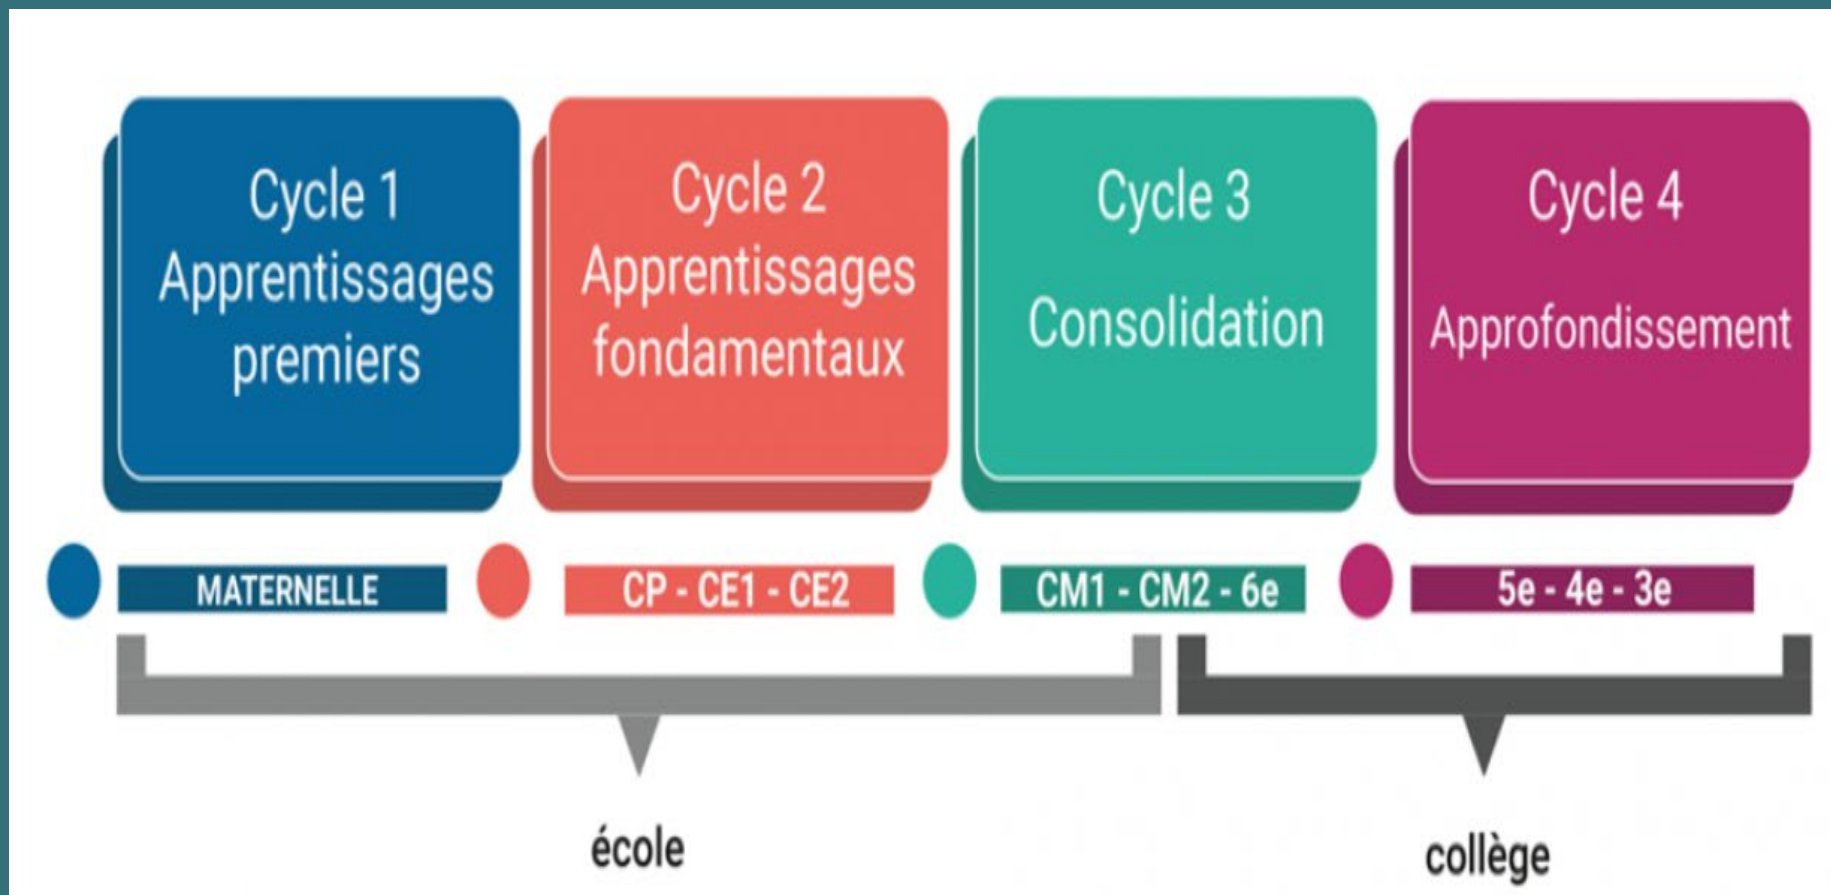 Cycle 1
Apprentissages
premiers
Cycle 2
Apprentissages
fondamentaux
Cycle 3
Consolidation
Cycle 4
Approfondissement
MATERNELLE
CP - CE1 - CE2
CM1 - CM2 - 6e
5e - 4e - 3e
école
collège